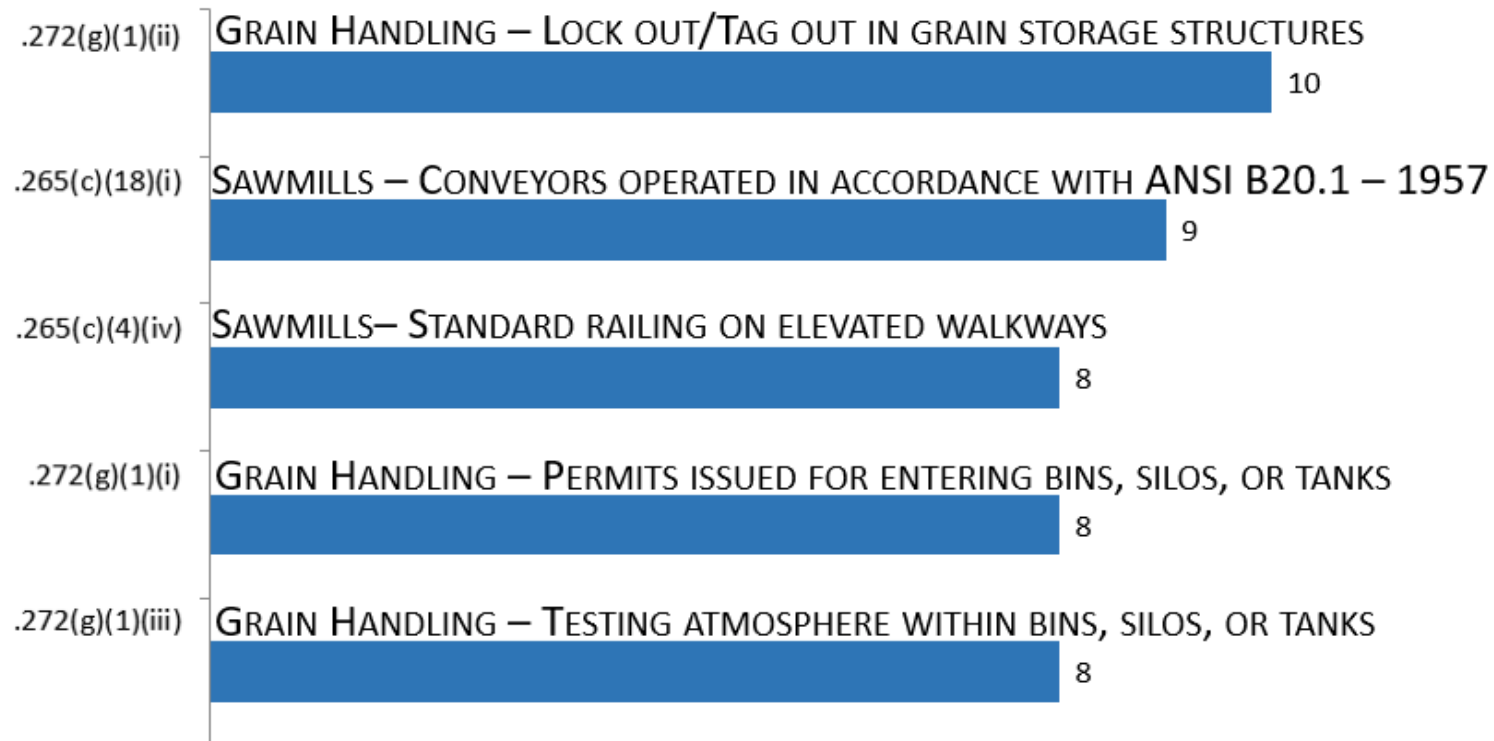 .272(g)(1)(ii) GRAIN HANDLING – LOCK OUT/TAG OUT IN GRAIN STORAGE STRUCTURES
10
.265(c)(18)(i) SAWMILLS – CONVEYORS OPERATED IN ACCORDANCE WITH ANSI B20.1 – 1957
9
.265(c)(4)(iv) SAWMILLS– STANDARD RAILING ON ELEVATED WALKWAYS
8
.272(g)(1)(i) GRAIN HANDLING – PERMITS ISSUED FOR ENTERING BINS, SILOS, OR TANKS
8
.272(g)(1)(iii) GRAIN HANDLING – TESTING ATMOSPHERE WITHIN BINS, SILOS, OR TANKS
8